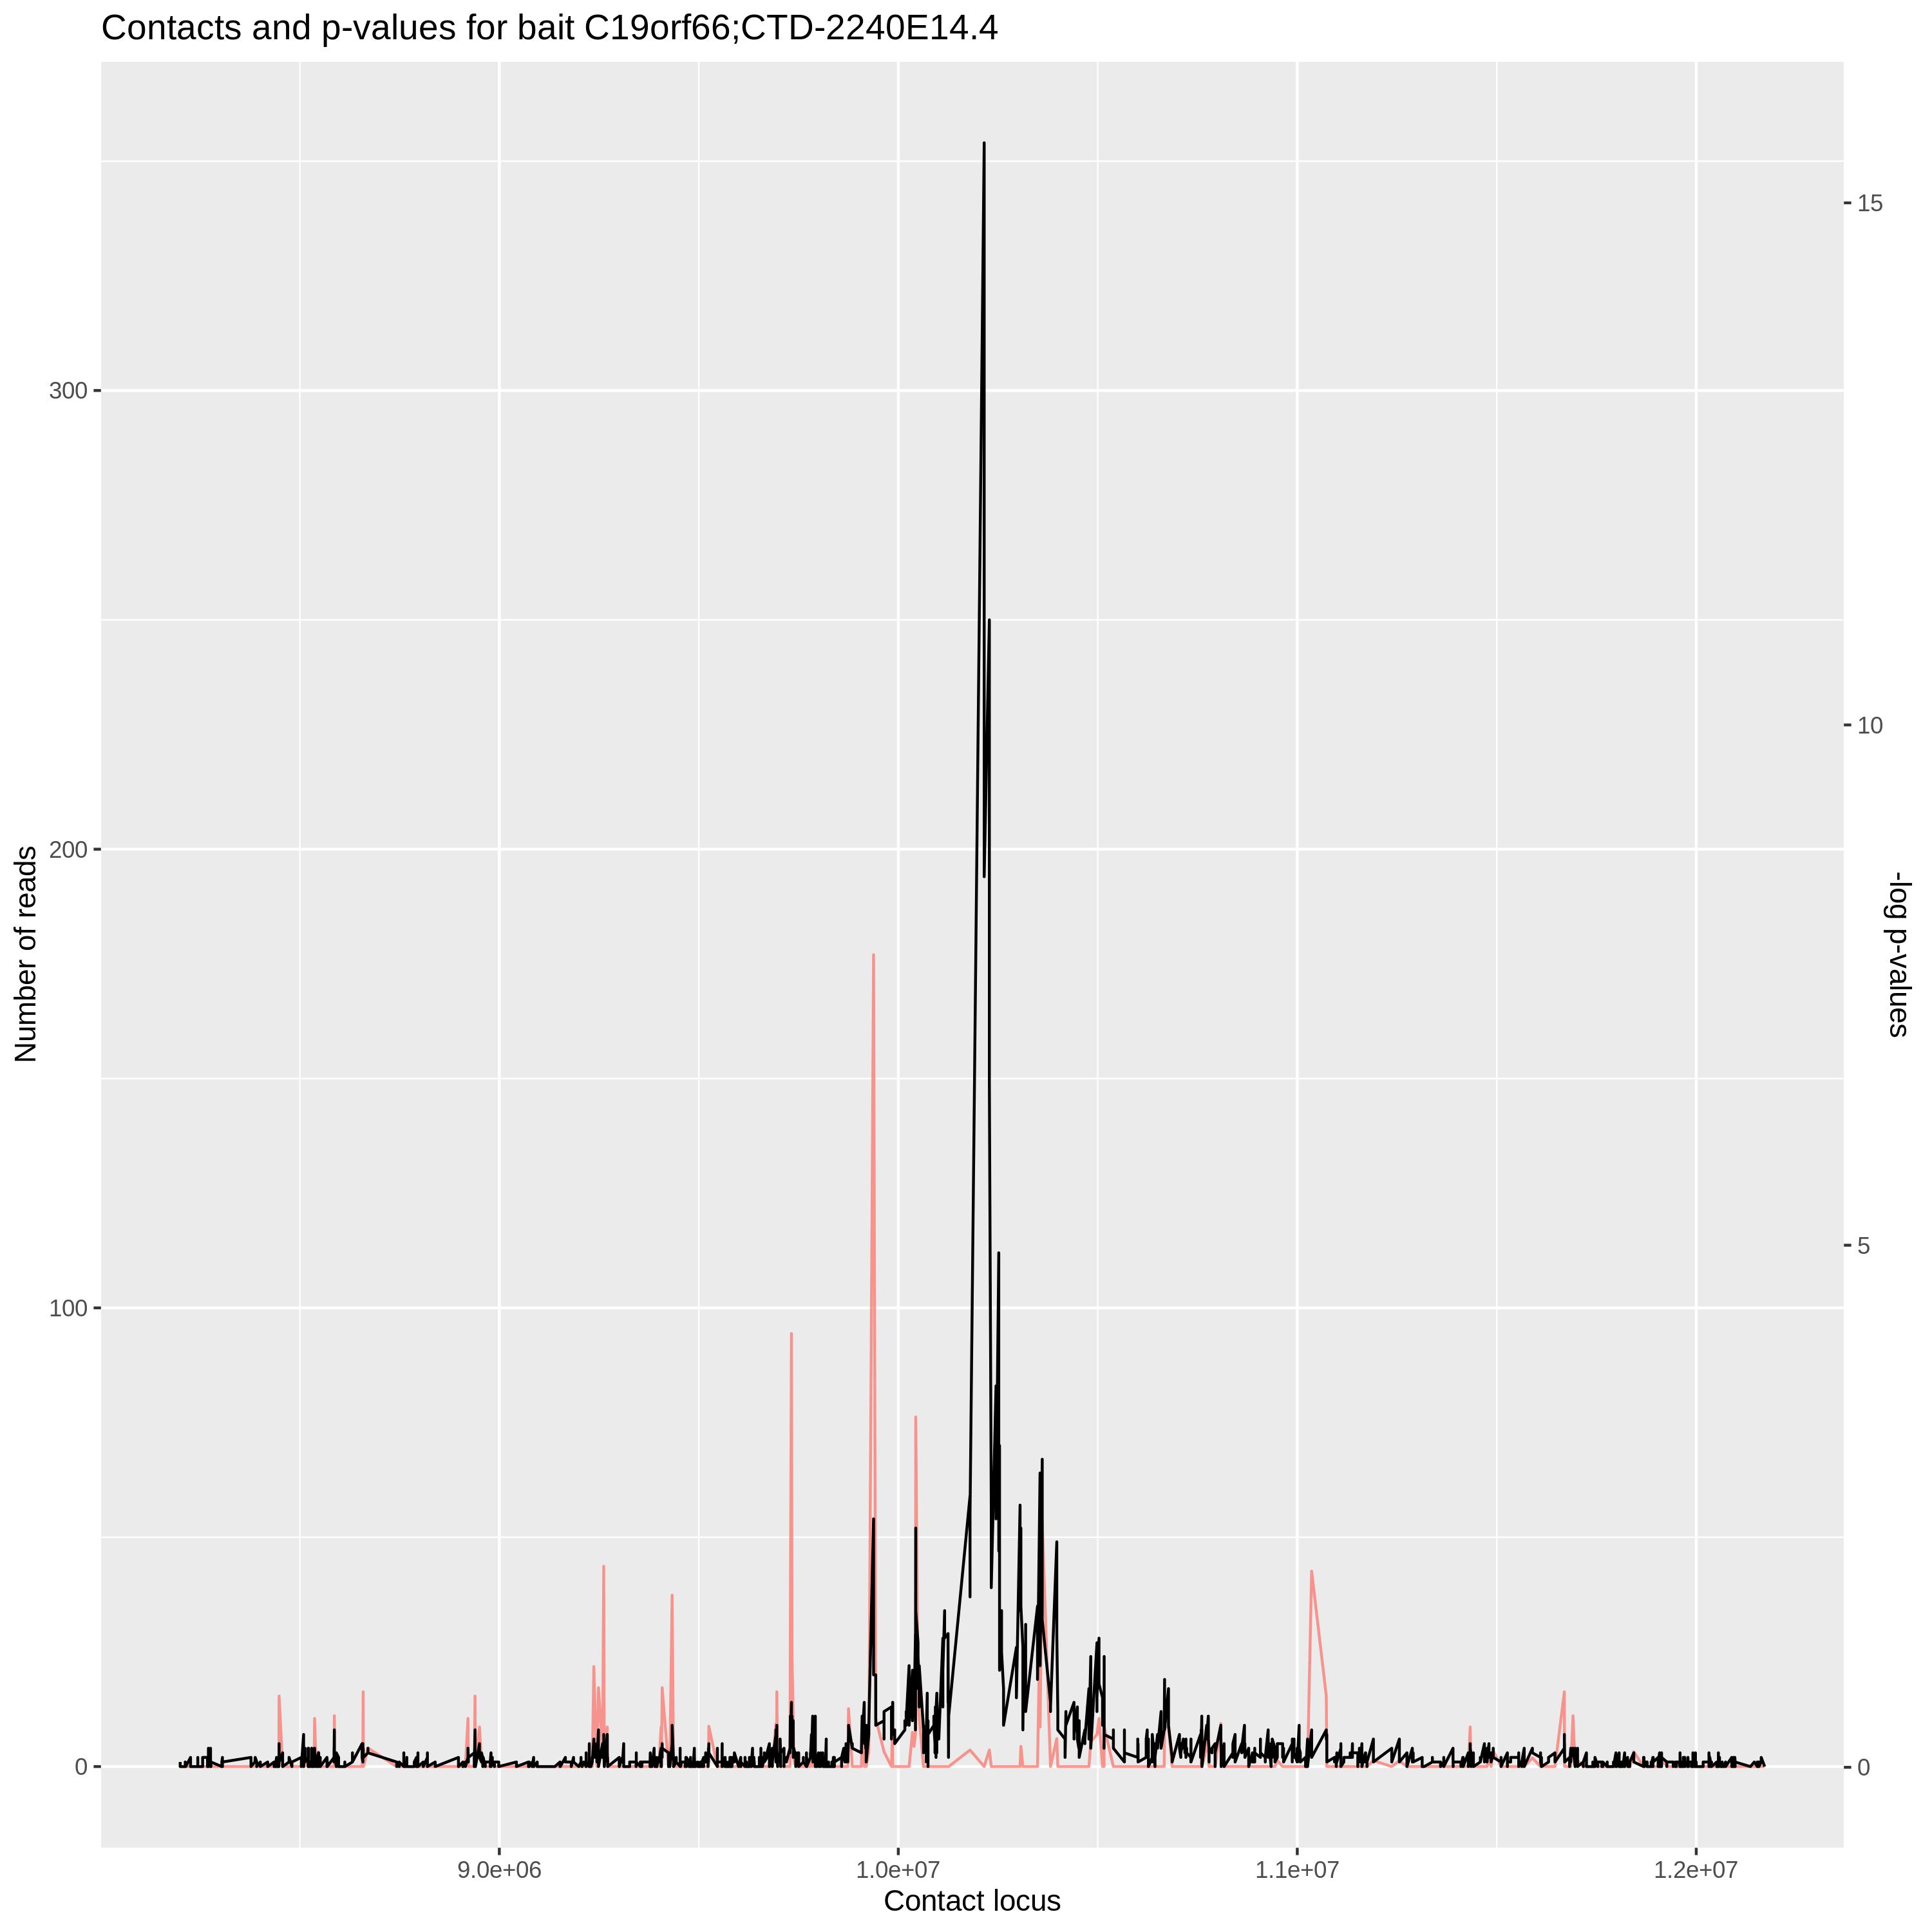 Contacts and p-values for bait C19orf66;CTD-2240E14.4
300
200
100
0
Number of reads
15
10
5
0
-log p-values
9.0e+06 1.0e+07 1.1e+07 1.2e+07
Contact locus